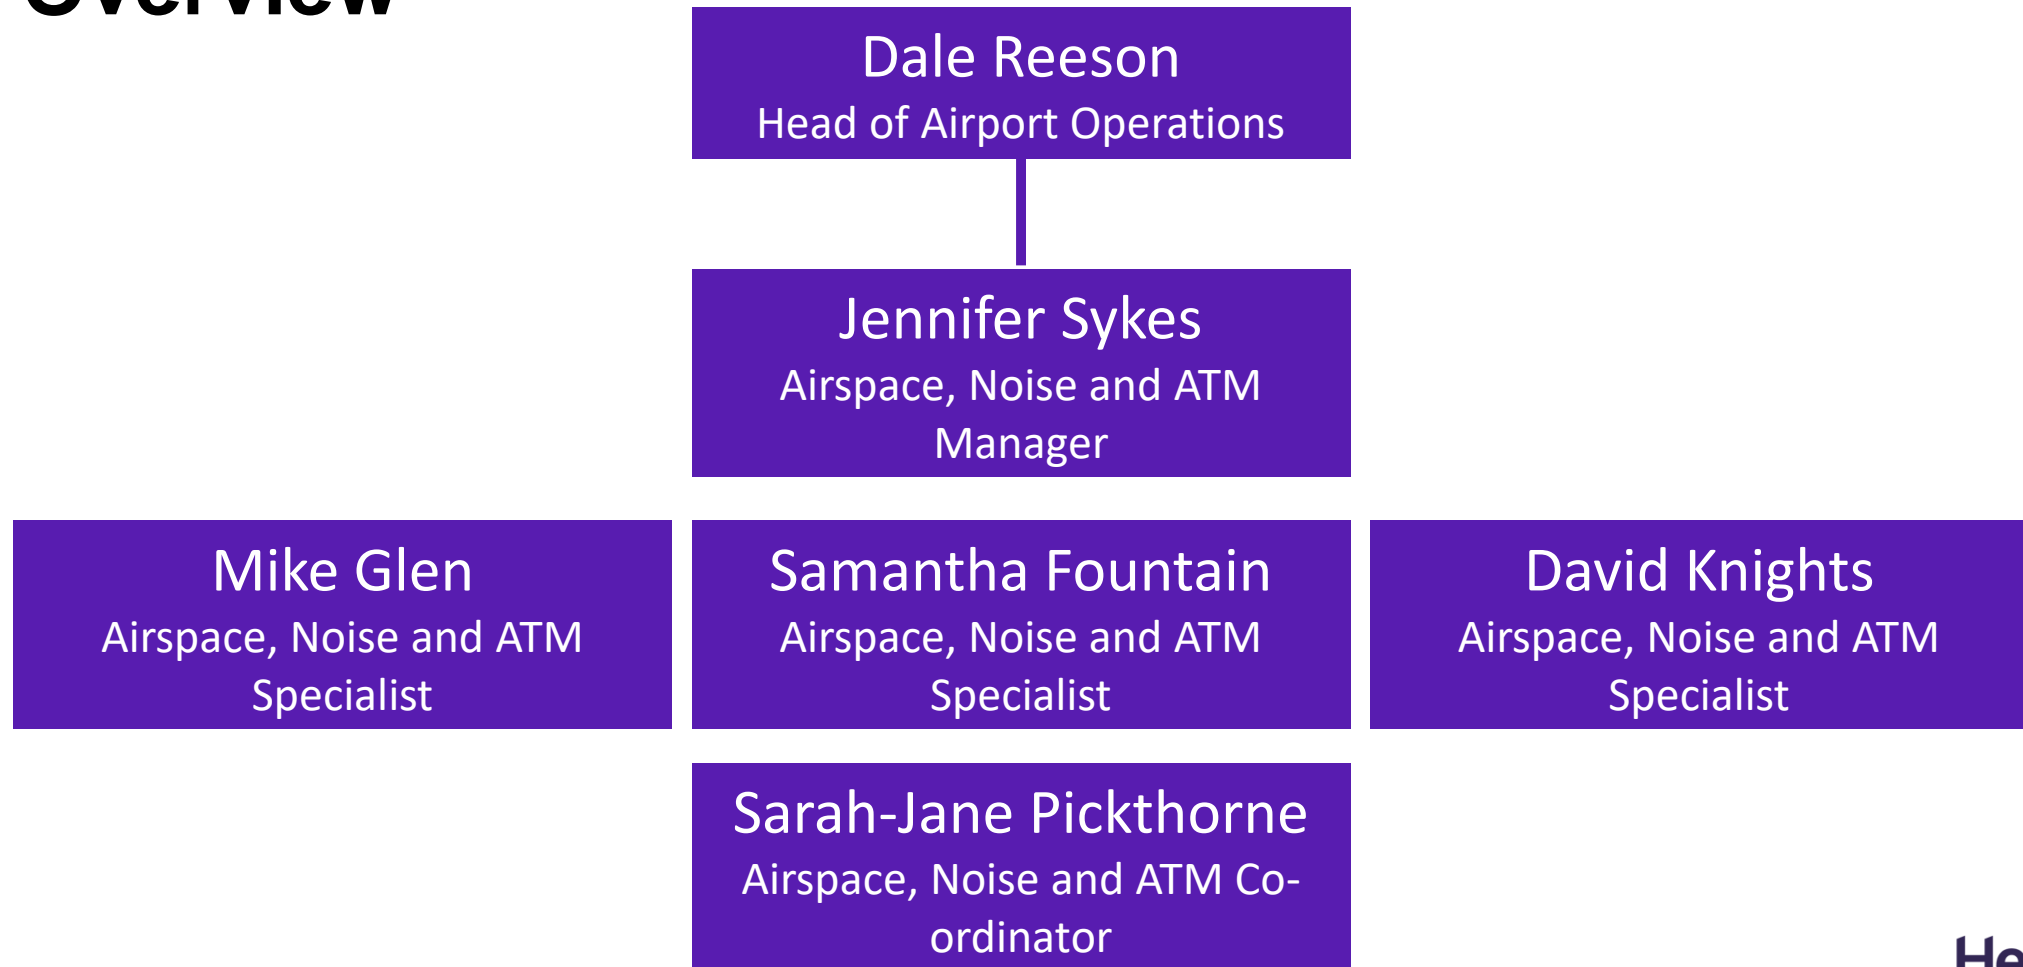 Overview
Dale Reeson
Head of Airport Operations
Jennifer Sykes
Airspace, Noise and ATM
Manager
Mike Glen
Airspace, Noise and ATM
Specialist
Samantha Fountain
Airspace, Noise and ATM
Specialist
David Knights
Airspace, Noise and ATM
Specialist
Sarah-Jane Pickthorne
Airspace, Noise and ATM Co-
ordinator